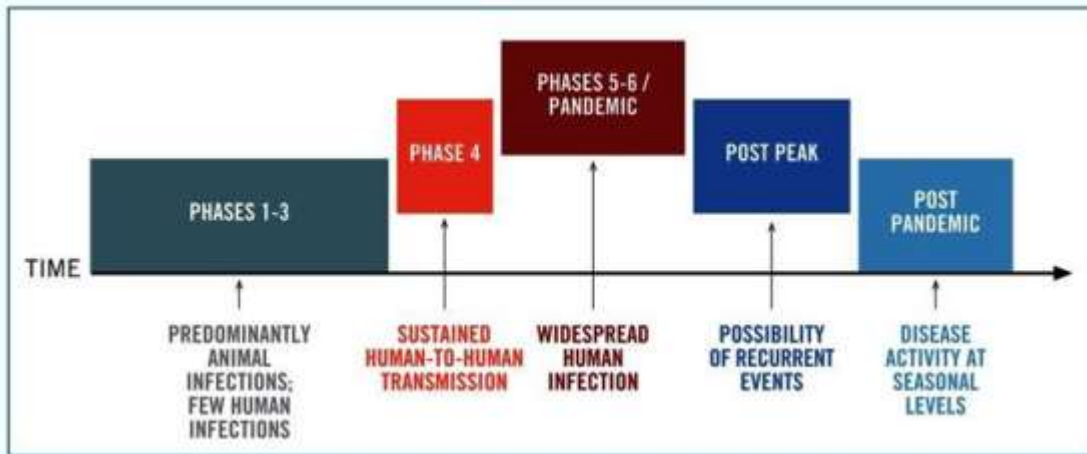 PHASES 5-6 /
PANDEMIC
PHASE 4
POST PEAK
PHASES 1-3
POST
PANDEMIC
TIME
PREDOMINANTLY
ANIMAL
INFECTIONS;
FEW HUMAN
INFECTIONS
SUSTAINED
HUMAN-TO-HUMAN
TRANSMISSION
WIDESPREAD
HUMAN
INFECTION
POSSIBILITY
OF RECURRENT
EVENTS
DISEASE
ACTIVITY AT
SEASONAL
LEVELS